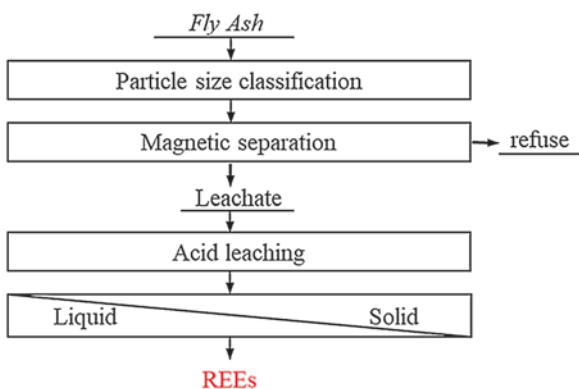 Fly Ash
Particle size classification
Magnetic separation
refuse
Leachate
Acid leaching
Liquid Solid
REEs